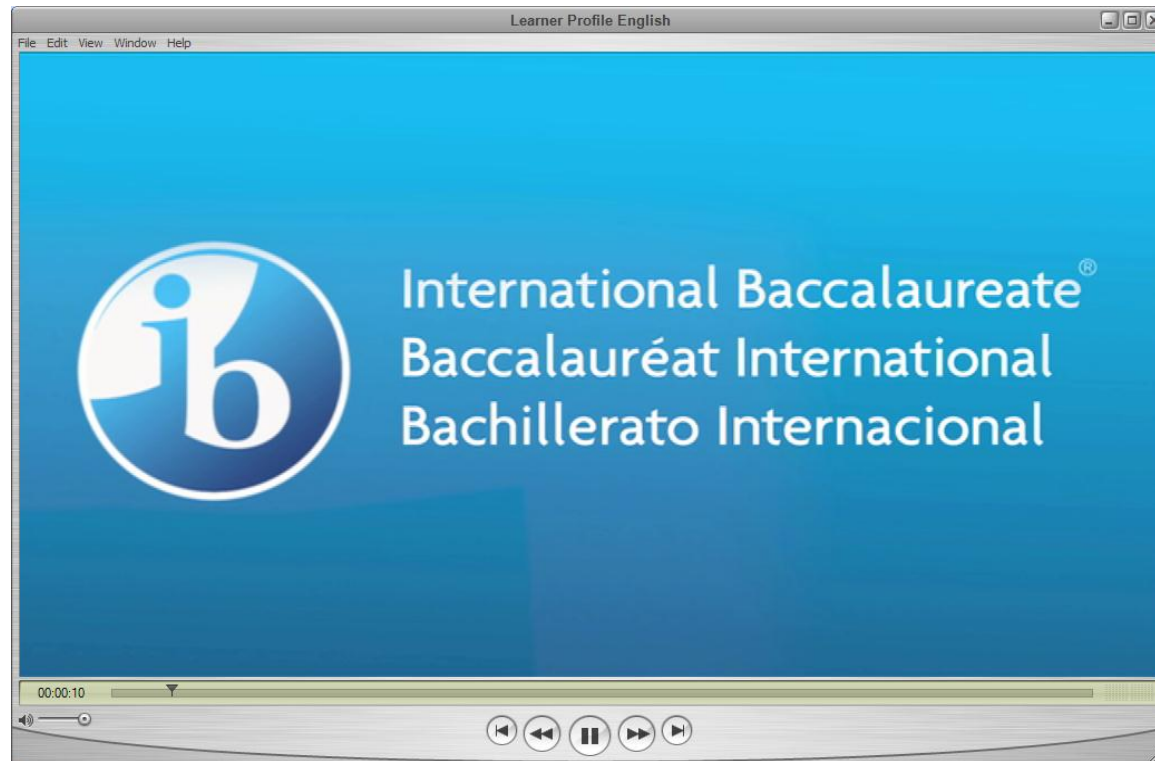 Learner Profile English
File Edit View Window Help
ib
International Baccalaureate®
Baccalauréat International
Bachillerato Internacional
00:00:10